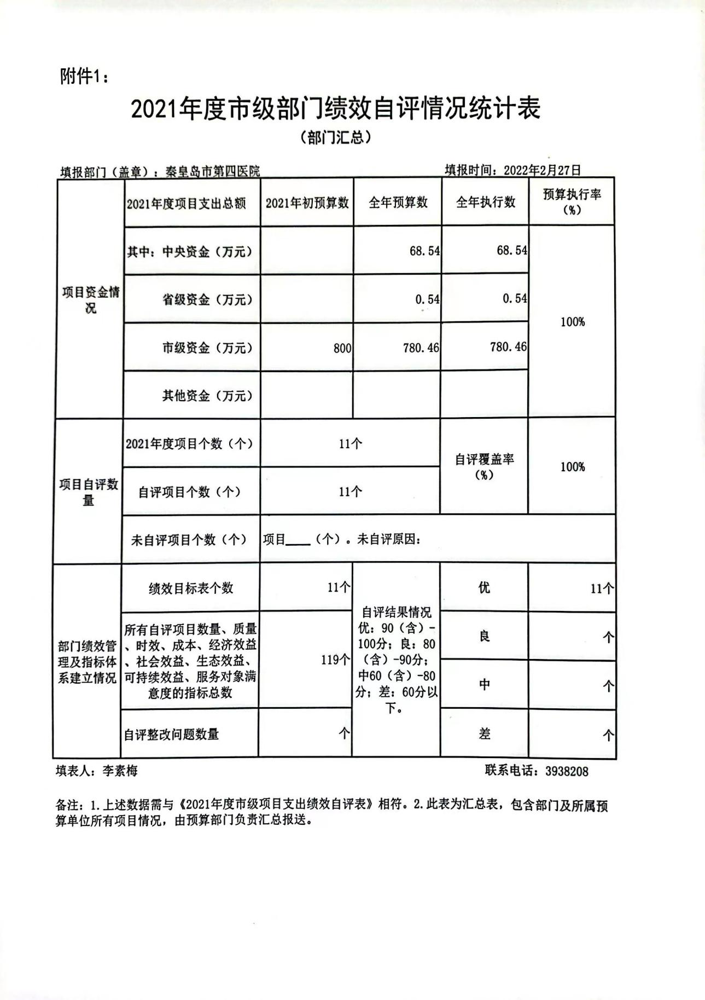 附件1：
2021年度市级部门绩效自评情况统计表
（部门汇总）
填报部门（盖章）：秦皇岛市第四医院 填报时间：2022年2月27日
2021年度项目支出总额 2021年初预算数 全年预算数 全年执行数 预算执行率
（%）
其中：中央资金（万元） 68.54 68.54
项目资金情
况
省级资金（万元） 0.54 0.54
100%
市级资金（万元） 800 780.46 780.46
其他资金（万元）
2021年度项目个数（个） 11个
自评覆盖率
（%）
100%
项目自评数
量
自评项目个数（个） 11个
未自评项目个数（个） 项目____（个）。未自评原因：
绩效目标表个数 11个
优 11个
部门绩效管
理及指标体
系建立情况
所有自评项目数量、质量
、时效、成本、经济效益
、社会效益、生态效益、
可持续效益、服务对象满
意度的指标总数
119个
自评结果情况
优：90（含）-
100分；良：80
（含）-90分；
中60（含）-80
分；差：60分以
下。
良 个
中 个
自评整改问题数量 个
差 个
填表人：李素梅 联系电话：3938208
备注：1.上述数据需与《2021年度市级项目支出绩效自评表》相符。2.此表为汇总表，包含部门及所属预
算单位所有项目情况，由预算部门负责汇总报送。